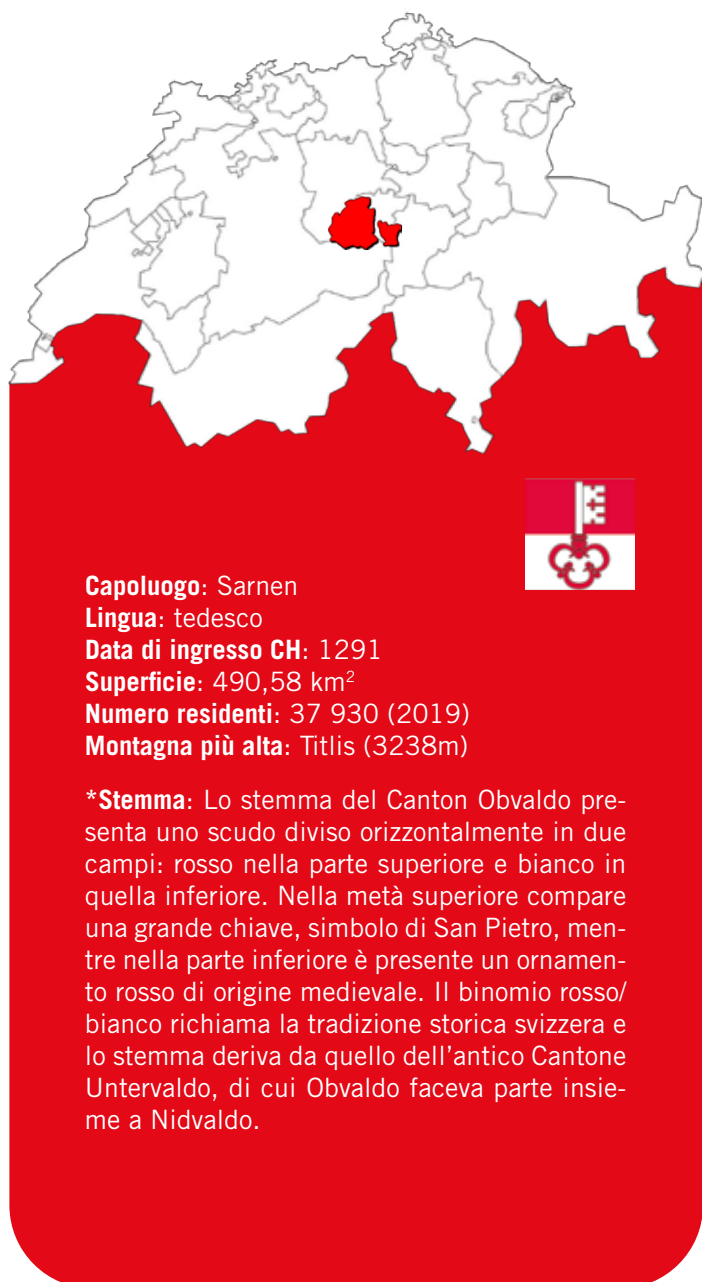 Capoluogo: Sarnen
Lingua: tedesco
Data di ingresso CH: 1291
Superficie: 490,58 km²
Numero residenti: 37 930 (2019)
Montagna più alta: Titlis (3238m)
*Stemma: Lo stemma del Canton Obvaldo pre-
senta uno scudo diviso orizzontalmente in due
campi: rosso nella parte superiore e bianco in
quella inferiore. Nella metà superiore compare
una grande chiave, simbolo di San Pietro, men-
tre nella parte inferiore è presente un ornamen-
to rosso di origine medievale. Il binomio rosso/
bianco richiama la tradizione storica svizzera e
lo stemma deriva da quello dell’antico Cantone
Untervaldo, di cui Obvaldo faceva parte insie-
me a Nidvaldo.